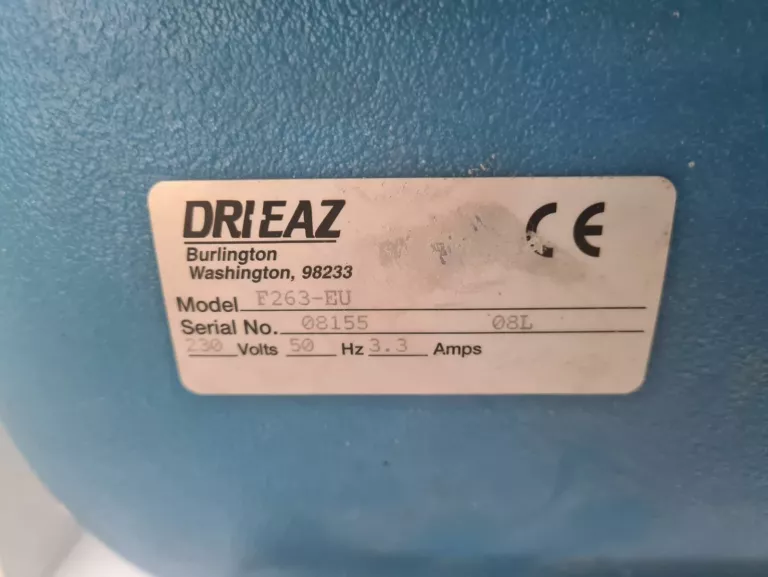 DRIEAZ
CE
Burlington
Washington, 98233
Model F263-EU
Serial No. 08155 08L
230 Volts 50 Hz 3.3 Amps